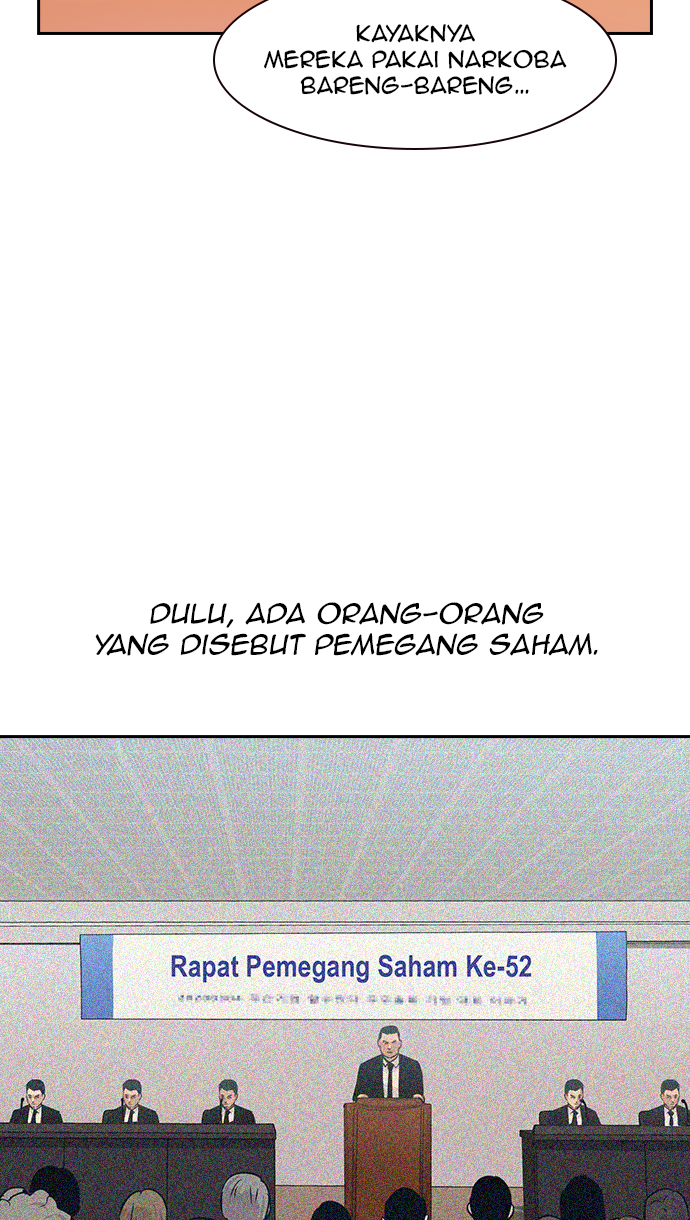 KAYAKNYA
MEREKA PAKAI NARKOBA
BARENG-BARENG...
DULU, ADA ORANG-ORANG
YANG DISEBUT PEMEGANG SAHAM.
Rapat Pemegang Saham Ke-52